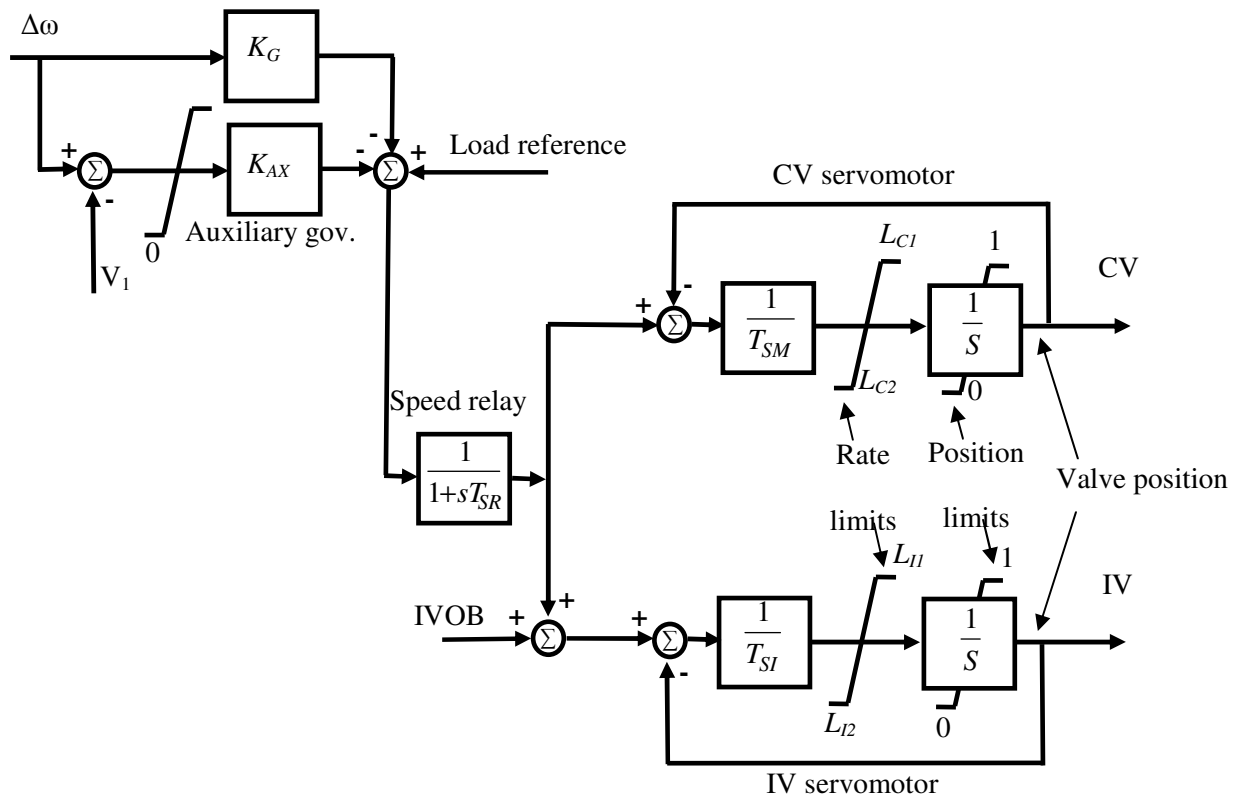 Δω
K_G
+
Σ
-
0
V₁
K_AX
Auxiliary gov.
-
-
Σ
+
Load reference
CV servomotor
-
+
Σ
1
T_SM
L_C1
L_C2
1
1
S
0
CV
Rate
Position
Valve position
limits
limits
Speed relay
1
1+sT_SR
IVOB
+
+
Σ
+
Σ
-
1
T_SI
L_I1
L_I2
1
1
S
0
IV
IV servomotor